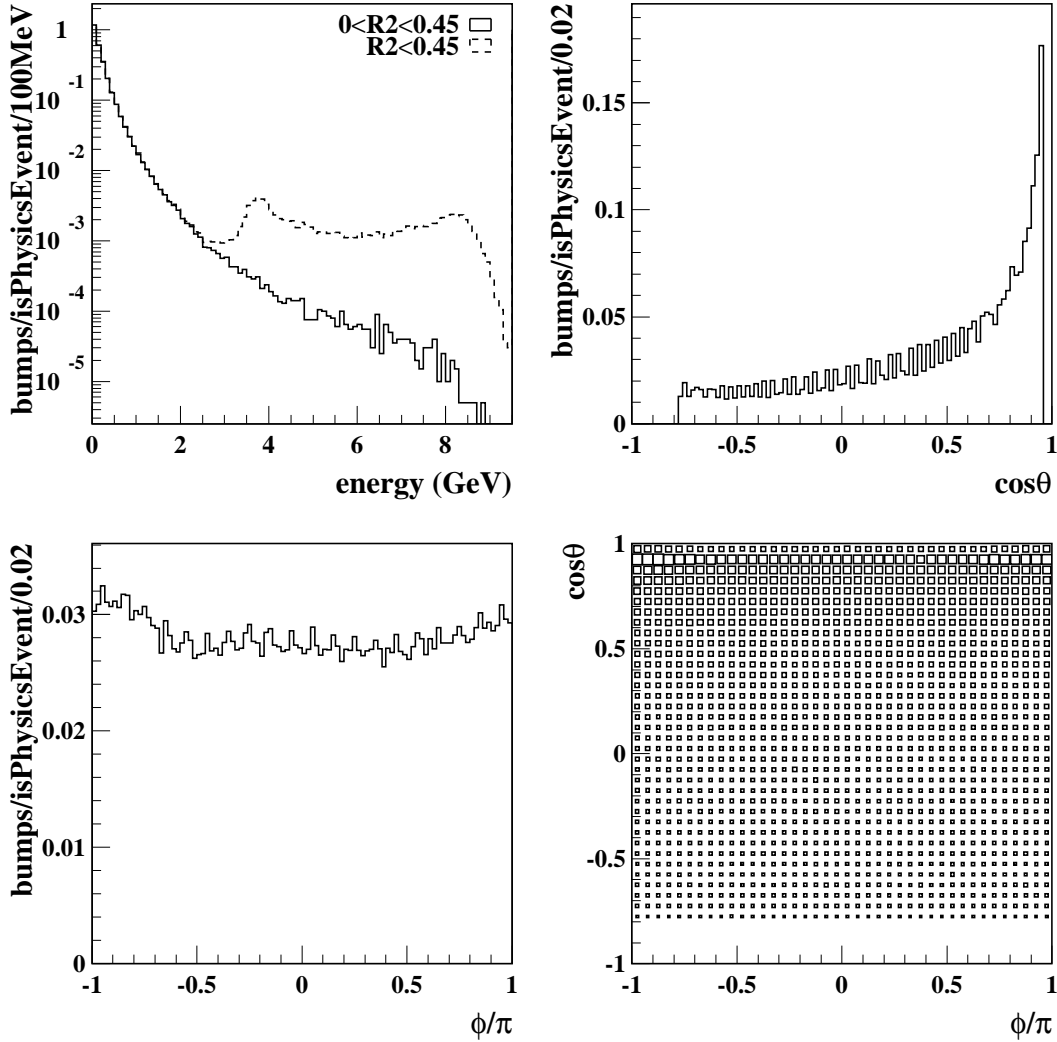 bumps/isPhysicsEvent/100MeV
1
10 -1
10 -2
10 -3
10 -4
10 -5
0<R2<0.45
R2<0.45
0 2 4 6 8
energy (GeV)
bumps/isPhysicsEvent/0.02
0.15
0.1
0.05
0
-1 -0.5 0 0.5 1
cosθ
bumps/isPhysicsEvent/0.02
0.03
0.02
0.01
0
-1 -0.5 0 0.5 1
ϕ/π
cosθ
1
0.5
0
-0.5
-1
-1 -0.5 0 0.5 1
ϕ/π